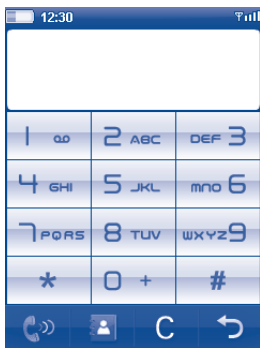 12:30
1 2 ABC DEF 3
4 GHI 5 JKL mno 6
7 PQRS 8 TUV WXYZ 9
* 0 + #
C